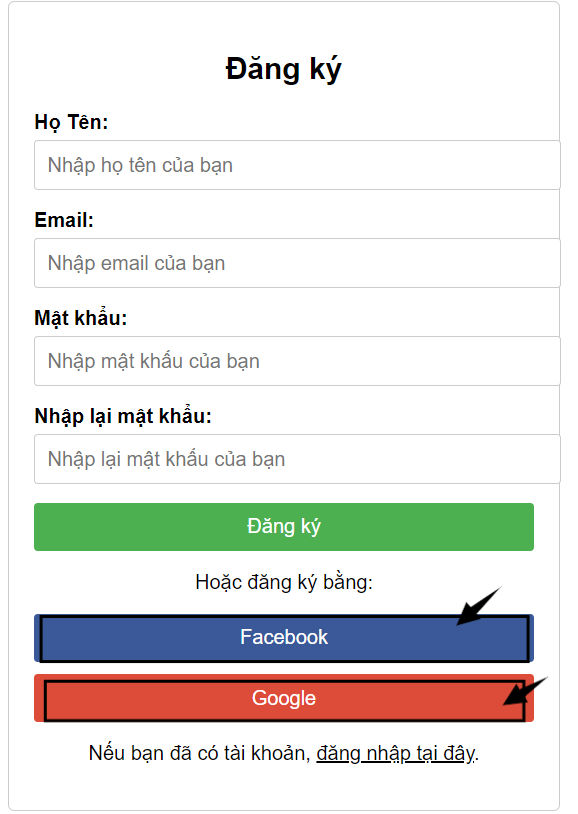 Đăng ký
Họ Tên:
Nhập họ tên của bạn
Email:
Nhập email của bạn
Mật khẩu:
Nhập mật khấu của bạn
Nhập lại mật khẩu:
Nhập lại mật khấu của bạn
Đăng ký
Hoặc đăng ký bằng:
Facebook
Google
Nếu bạn đã có tài khoản, đăng nhập tại đây.